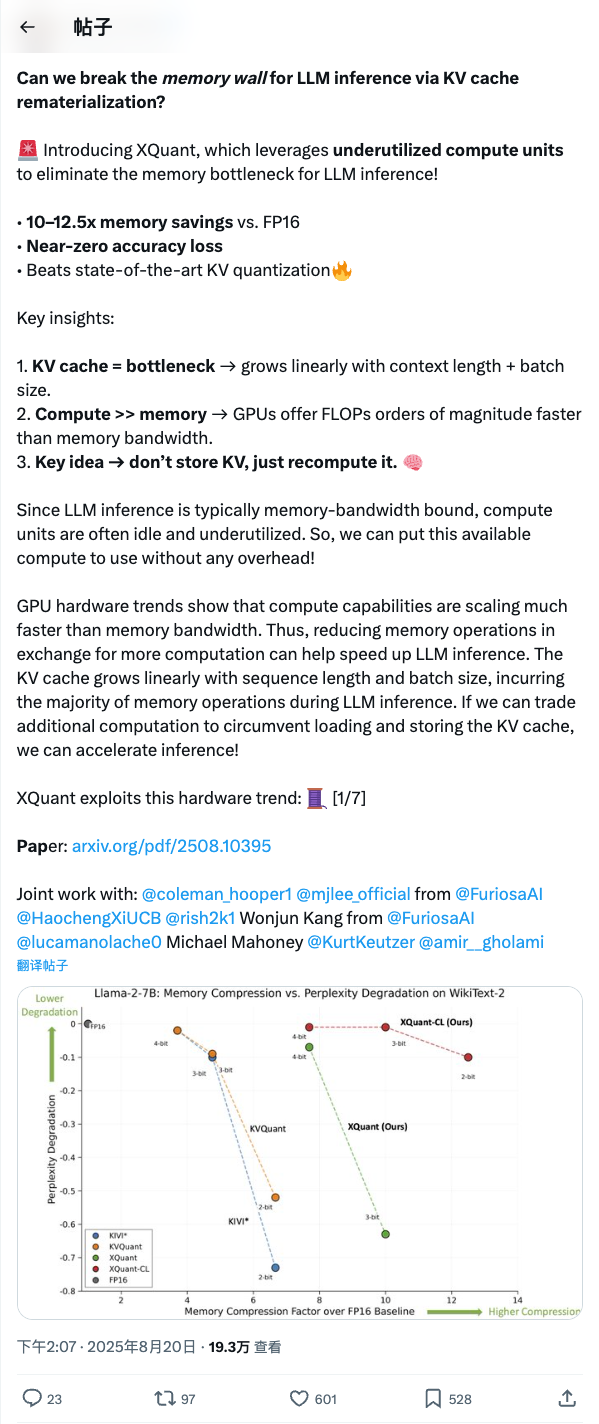 帖子
Can we break the memory wall for LLM inference via KV cache
rematerialization?
🚨 Introducing XQuant, which leverages underutilized compute units
to eliminate the memory bottleneck for LLM inference!
• 10–12.5x memory savings vs. FP16
• Near-zero accuracy loss
• Beats state-of-the-art KV quantization🔥
Key insights:
1. KV cache = bottleneck → grows linearly with context length + batch
size.
2. Compute >> memory → GPUs offer FLOPs orders of magnitude faster
than memory bandwidth.
3. Key idea → don’t store KV, just recompute it. 🧠
Since LLM inference is typically memory-bandwidth bound, compute
units are often idle and underutilized. So, we can put this available
compute to use without any overhead!
GPU hardware trends show that compute capabilities are scaling much
faster than memory bandwidth. Thus, reducing memory operations in
exchange for more computation can help speed up LLM inference. The
KV cache grows linearly with sequence length and batch size, incurring
the majority of memory operations during LLM inference. If we can trade
additional computation to circumvent loading and storing the KV cache,
we can accelerate inference!
XQuant exploits this hardware trend: 🧵 [1/7]
Paper: arxiv.org/pdf/2508.10395
Joint work with: @coleman_hooper1 @mjlee_official from @FuriosaAI
@HaochengXiUCB @rish2k1 Wonjun Kang from @FuriosaAI
@lucamanolache0 Michael Mahoney @KurtKeutzer @amir__gholami
翻译帖子
Llama-2-7B: Memory Compression vs. Perplexity Degradation on WikiText-2
Lower
Degradation
0
-0.1
-0.2
-0.3
-0.4
-0.5
-0.6
-0.7
-0.8
Perplexity Degradation
FP16
4-bit
3-bit
3-bit
KVQuant
2-bit
KIVI*
2-bit
4-bit
4-bit
XQuant-CL (Ours)
3-bit
2-bit
XQuant (Ours)
3-bit
KIVI*
KVQuant
XQuant
XQuant-CL
FP16
2 4 6 8 10 12 14
Memory Compression Factor over FP16 Baseline
Higher Compression
下午2:07 · 2025年8月20日 · 19.3万 查看
23 97 601 528